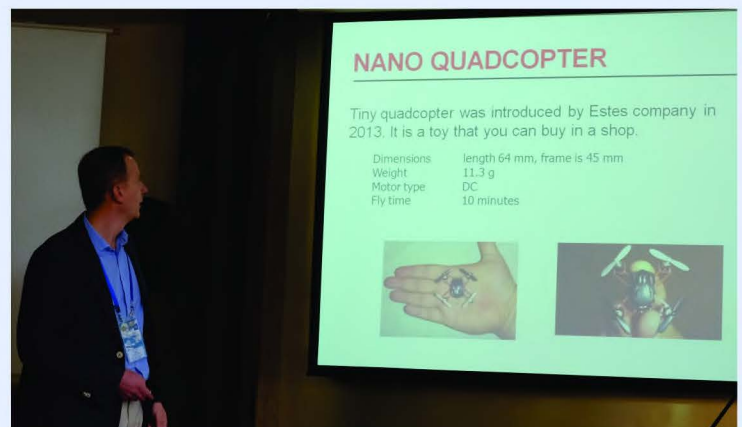 NANO QUADCOPTER
Tiny quadcopter was introduced by Estes company in
2013. It is a toy that you can buy in a shop.
Dimensions length 64 mm, frame is 45 mm
Weight 11.3 g
Motor type DC
Fly time 10 minutes